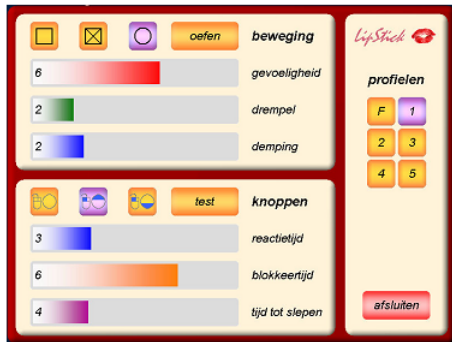 oefen beweging
6 gevoeligheid
2 drempel
2 demping
test knoppen
3 reactietijd
6 blokkeertijd
4 tijd tot slepen
LipStick
profielen
F 1
2 3
4 5
afsluiten